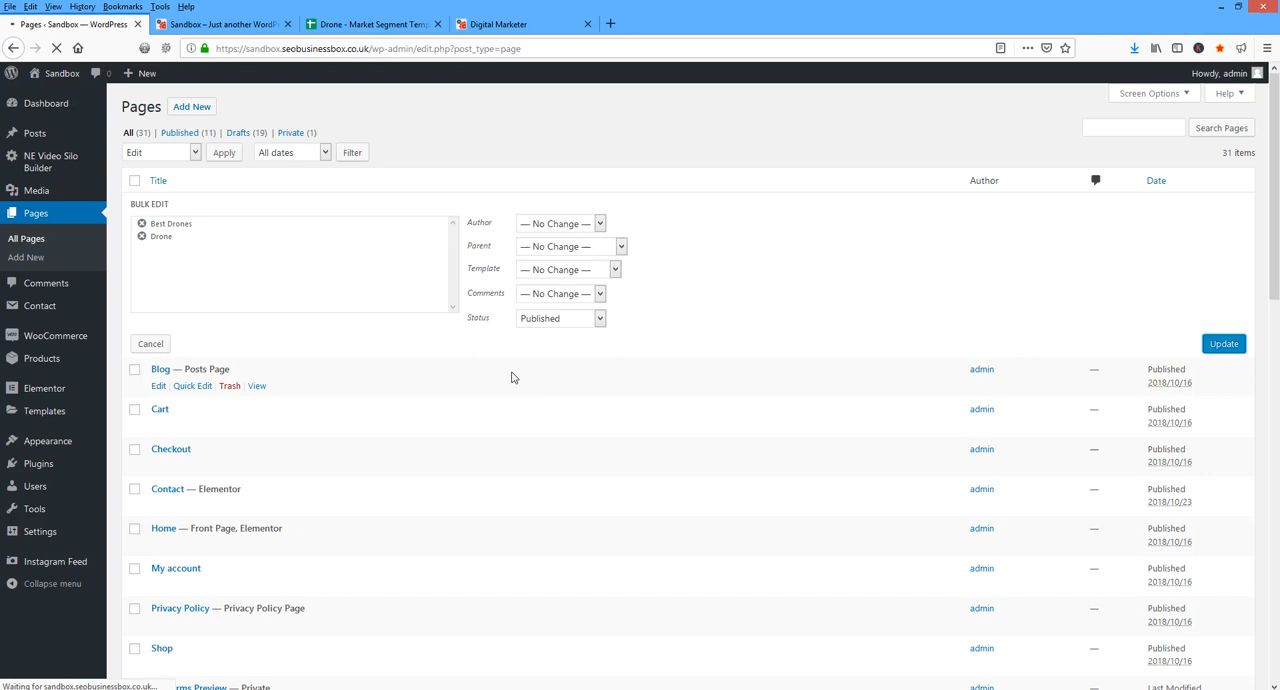 File Edit View History Bookmarks Tools Help
Pages ‹ Sandbox — WordPress
Sandbox – Just another WordPr
Drone - Market Segment Temp
Digital Marketer
https://sandbox.seobusinessbox.co.uk/wp-admin/edit.php?post_type=page
Sandbox 0 New Howdy, admin
Screen Options Help
Dashboard
Posts
NE Video Silo
Builder
Media
Pages
All Pages
Add New
Comments
Contact
WooCommerce
Products
Elementor
Templates
Appearance
Plugins
Users
Tools
Settings
Instagram Feed
Collapse menu
Pages Add New
All (31) | Published (11) | Drafts (19) | Private (1)
Search Pages
Edit Apply All dates Filter
31 items
Title Author Date
BULK EDIT
Best Drones
Drone
Author — No Change —
Parent — No Change —
Template — No Change —
Comments — No Change —
Status Published
Cancel Update
Blog — Posts Page admin — Published
Edit | Quick Edit | Trash | View 2018/10/16
Cart admin — Published
2018/10/16
Checkout admin — Published
2018/10/16
Contact — Elementor admin — Published
2018/10/23
Home — Front Page, Elementor admin — Published
2018/10/16
My account admin — Published
2018/10/16
Privacy Policy — Privacy Policy Page admin — Published
2018/10/16
Shop admin — Published
2018/10/16
rms Preview — Private admin — Last Modified
Waiting for sandbox.seobusinessbox.co.uk...